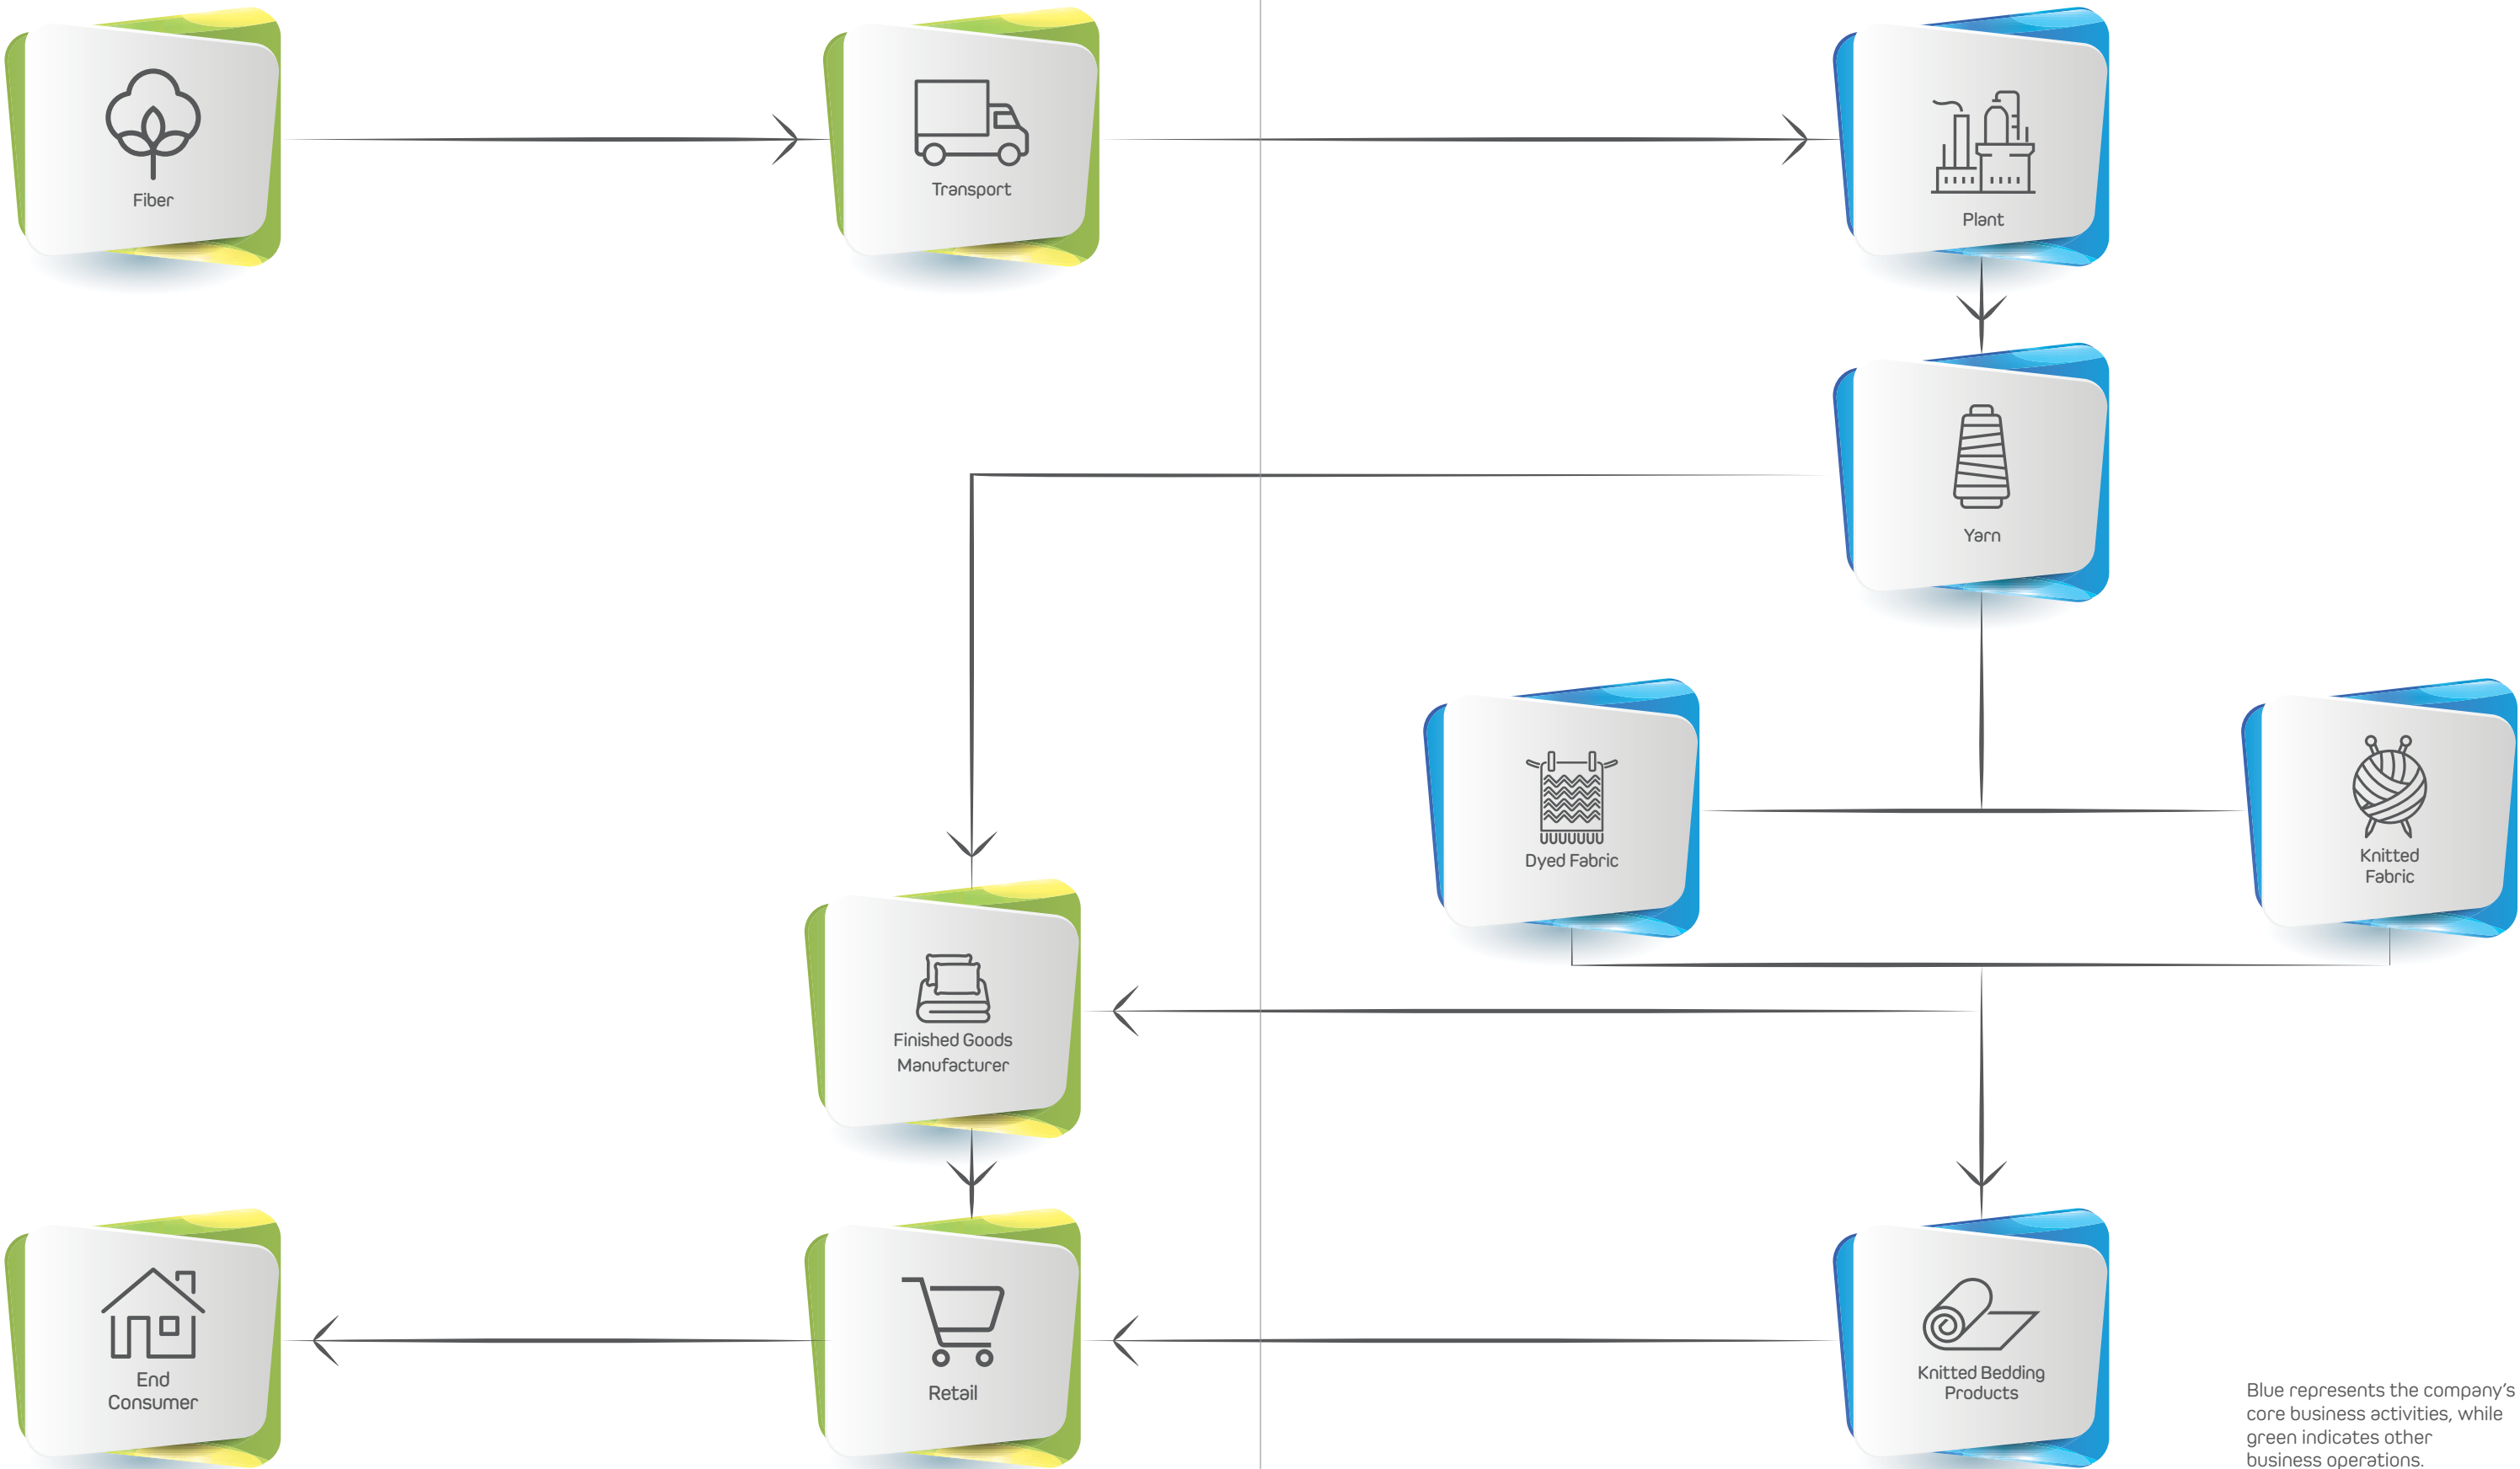 Fiber
Transport
Plant
Yarn
Dyed Fabric
Knitted
Fabric
Finished Goods
Manufacturer
End
Consumer
Retail
Knitted Bedding
Products
Blue represents the company’s
core business activities, while
green indicates other
business operations.